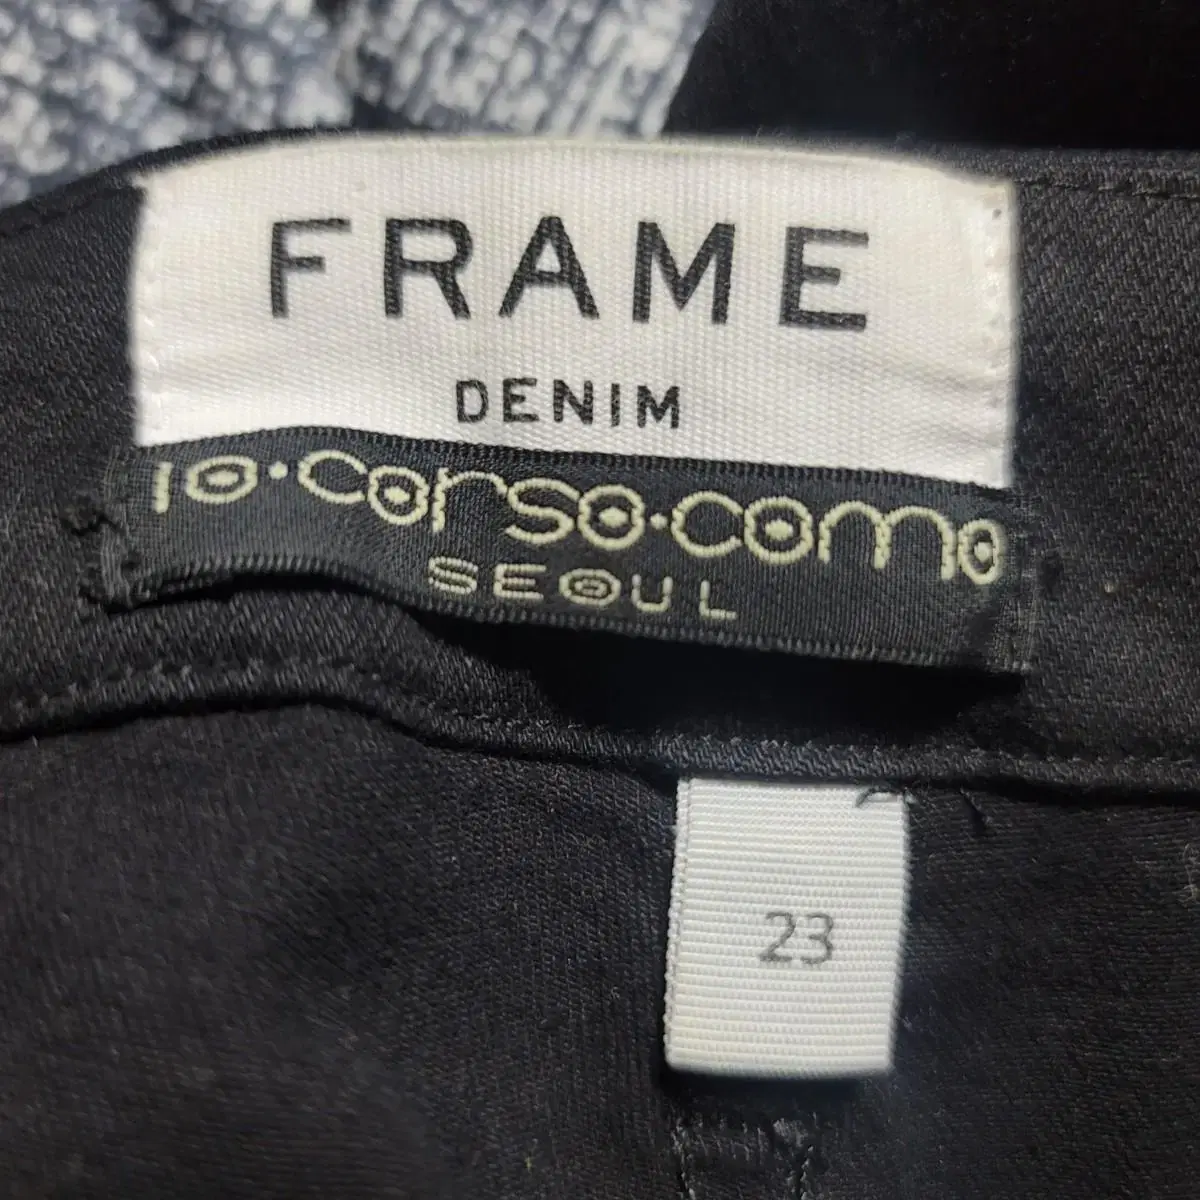 FRAME
DENIM
10·corso·como
SEOUL
23